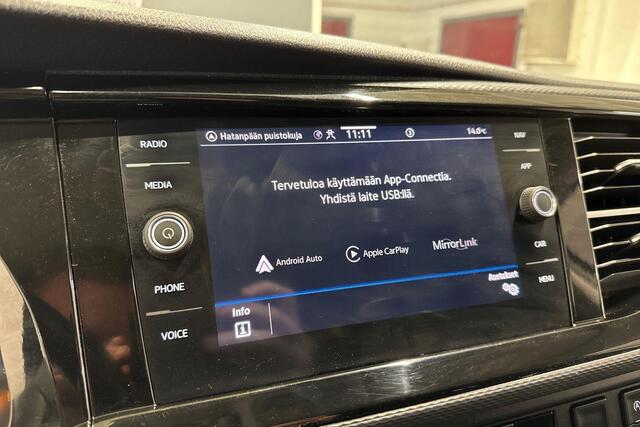 RADIO
MEDIA
PHONE
VOICE
Hatanpään puistokuja
11:11
14.0°C
Tervetuloa käyttämään App-Connectia.
Yhdistä laite USB:llä.
Android Auto
Apple CarPlay
MirrorLink
Info
Asetukset
NAV
APP
CAR
MENU